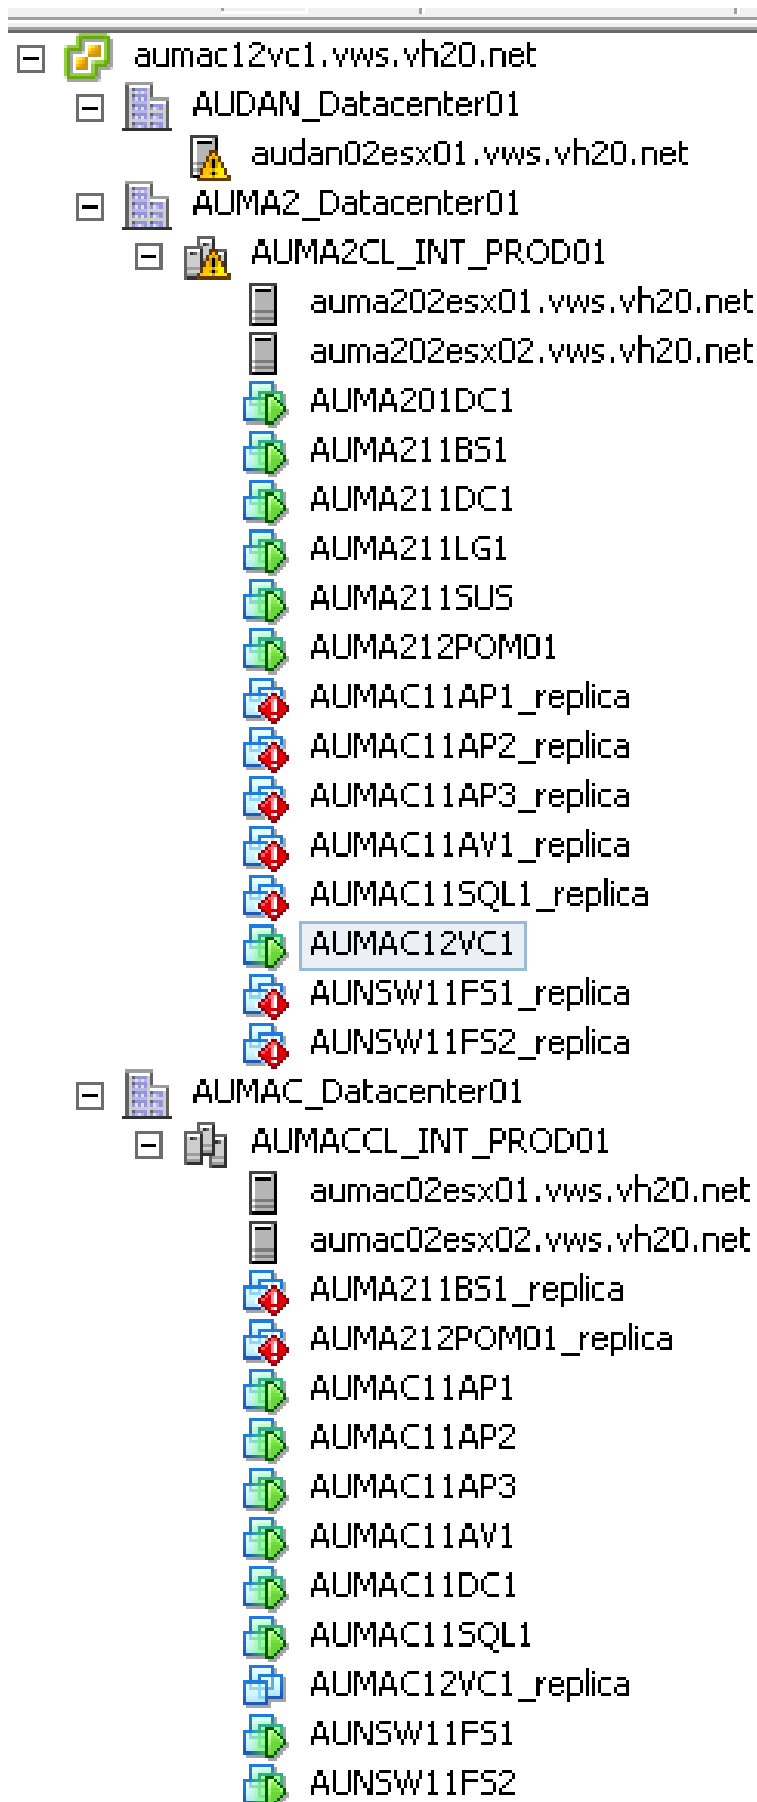 aumac12vc1.vws.vh20.net
AUDAN_Datacenter01
audan02esx01.vws.vh20.net
AUMA2_Datacenter01
AUMA2CL_INT_PROD01
auma202esx01.vws.vh20.net
auma202esx02.vws.vh20.net
AUMA201DC1
AUMA211BS1
AUMA211DC1
AUMA211LG1
AUMA211SUS
AUMA212POM01
AUMAC11AP1_replica
AUMAC11AP2_replica
AUMAC11AP3_replica
AUMAC11AV1_replica
AUMAC11SQL1_replica
AUMAC12VC1
AUNSW11FS1_replica
AUNSW11FS2_replica
AUMAC_Datacenter01
AUMACCL_INT_PROD01
aumac02esx01.vws.vh20.net
aumac02esx02.vws.vh20.net
AUMA211BS1_replica
AUMA212POM01_replica
AUMAC11AP1
AUMAC11AP2
AUMAC11AP3
AUMAC11AV1
AUMAC11DC1
AUMAC11SQL1
AUMAC12VC1_replica
AUNSW11FS1
AUNSW11FS2